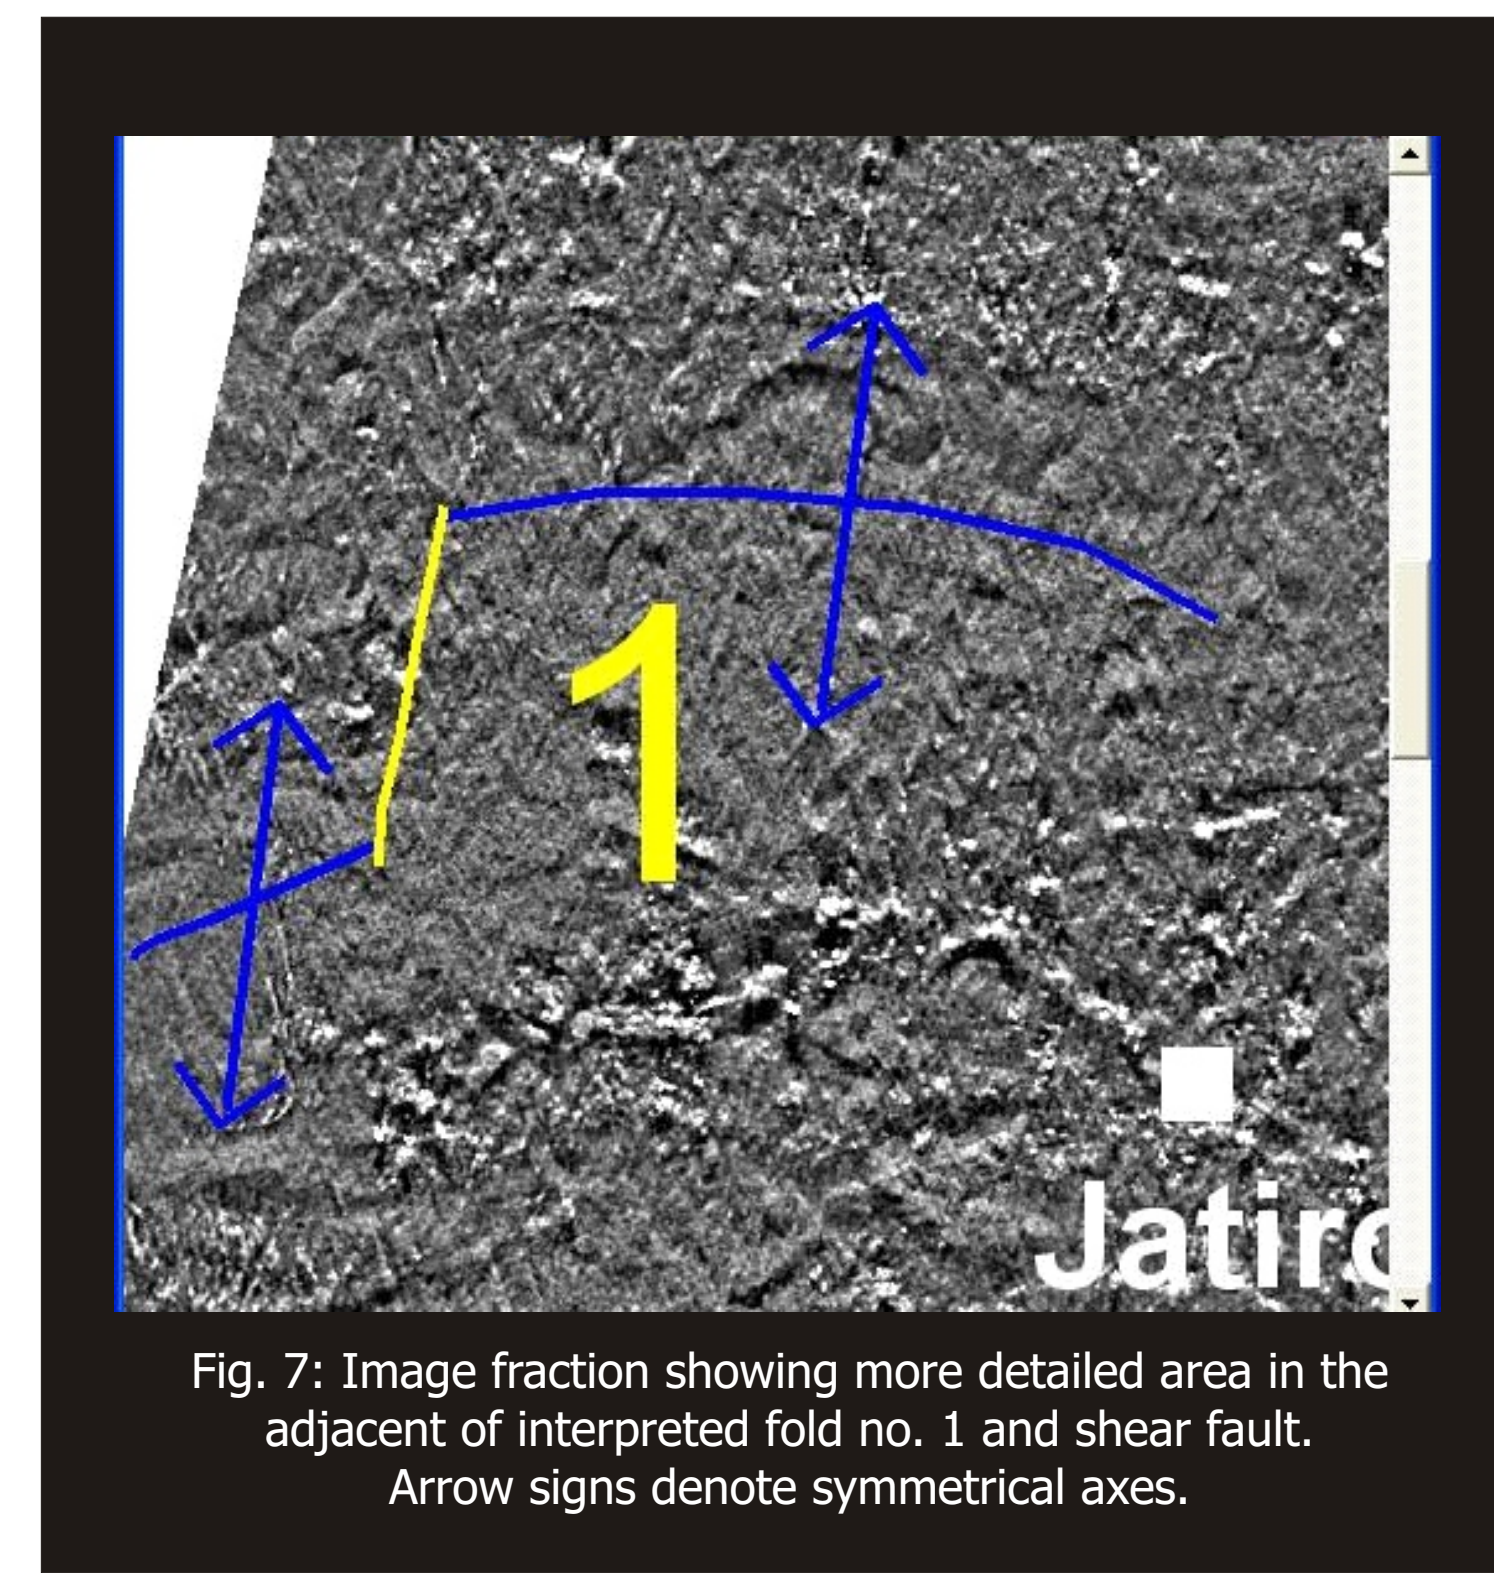 1
Jatiro
Fig. 7: Image fraction showing more detailed area in the
adjacent of interpreted fold no. 1 and shear fault.
Arrow signs denote symmetrical axes.